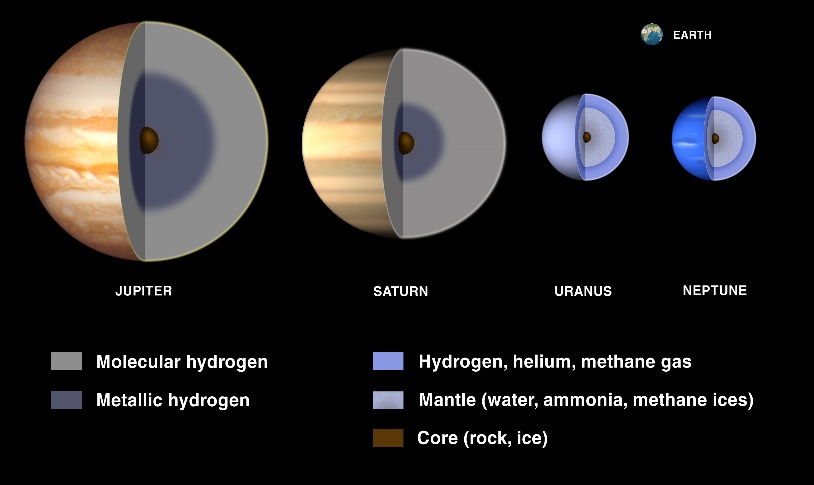 EARTH
JUPITER
SATURN
URANUS
NEPTUNE
Molecular hydrogen
Metallic hydrogen
Hydrogen, helium, methane gas
Mantle (water, ammonia, methane ices)
Core (rock, ice)